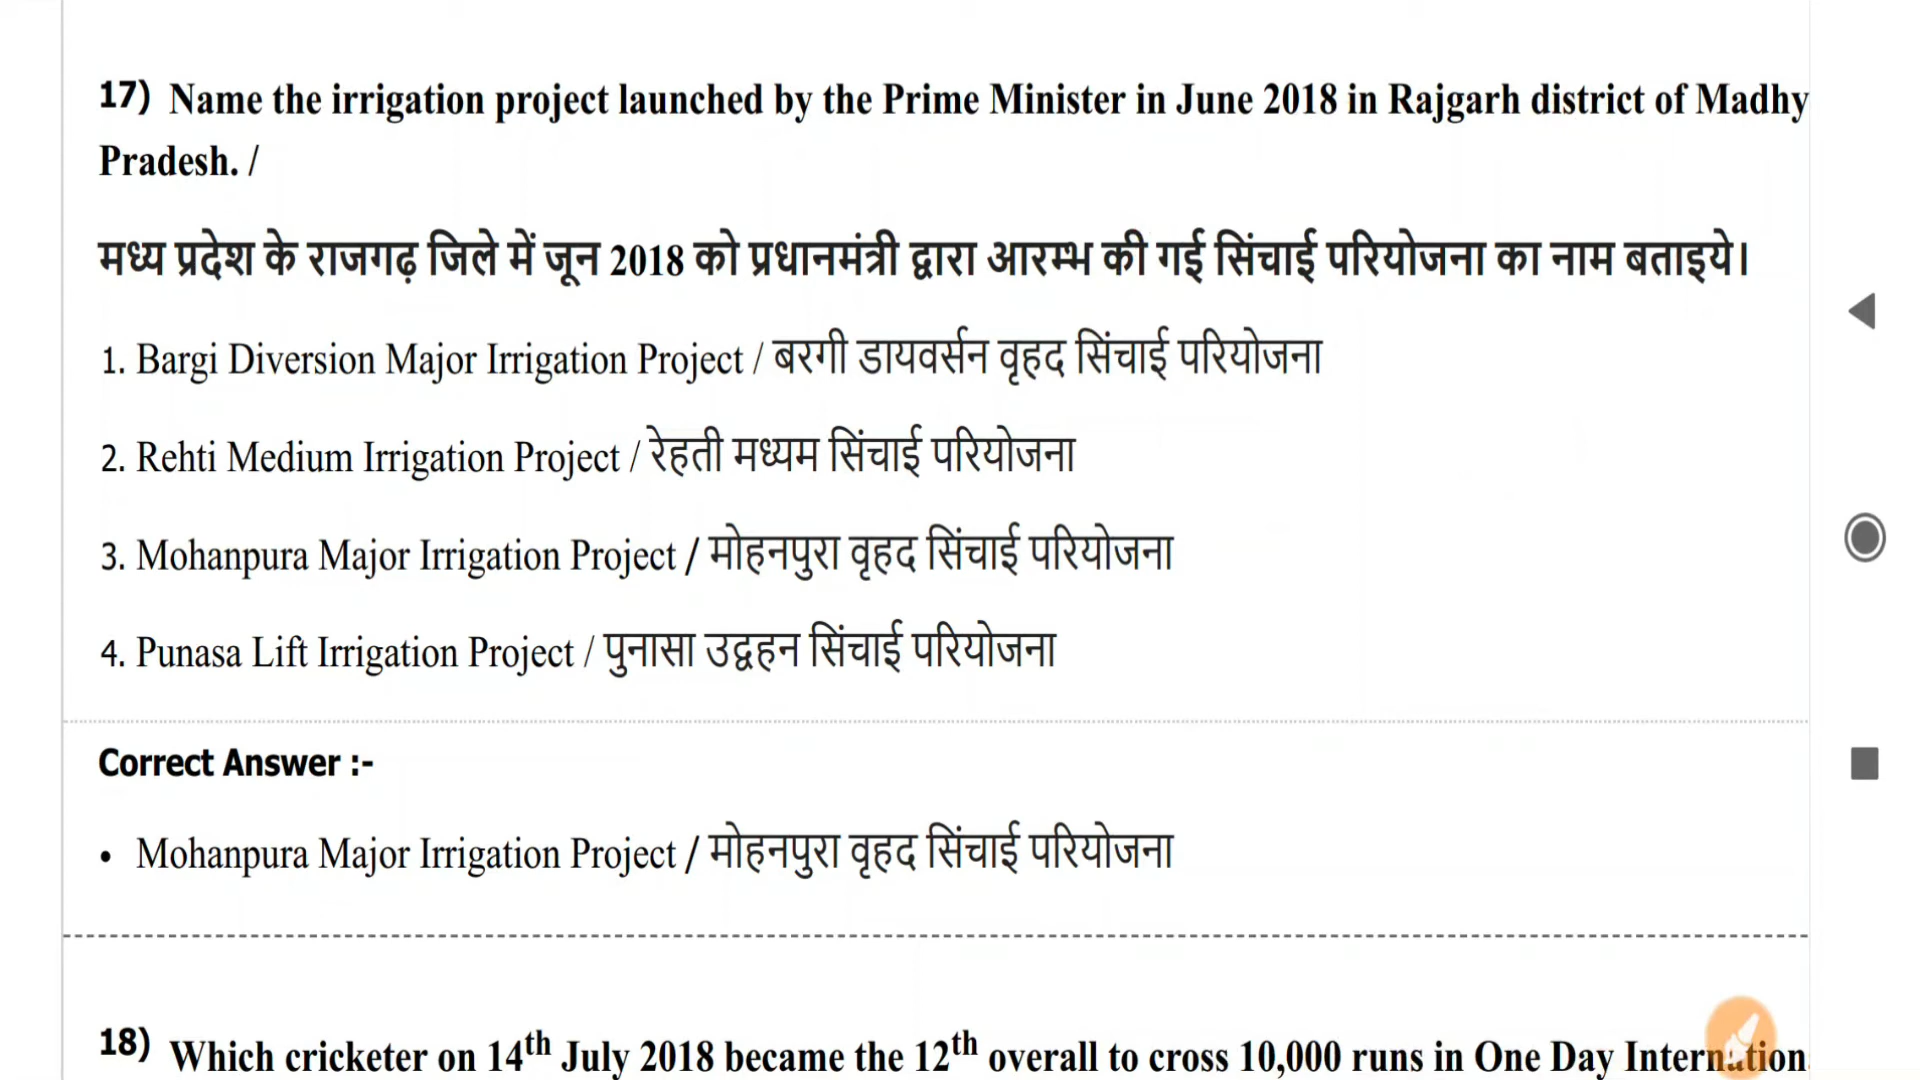 17) Name the irrigation project launched by the Prime Minister in June 2018 in Rajgarh district of Madhy
Pradesh. /
मध्य प्रदेश के राजगढ़ जिले में जून 2018 को प्रधानमंत्री द्वारा आरम्भ की गई सिंचाई परियोजना का नाम बताइये।
1. Bargi Diversion Major Irrigation Project / बरगी डायवर्सन वृहद सिंचाई परियोजना
2. Rehti Medium Irrigation Project / रेहती मध्यम सिंचाई परियोजना
3. Mohanpura Major Irrigation Project / मोहनपुरा वृहद सिंचाई परियोजना
4. Punasa Lift Irrigation Project / पुनासा उद्वहन सिंचाई परियोजना
Correct Answer :-
• Mohanpura Major Irrigation Project / मोहनपुरा वृहद सिंचाई परियोजना
18) Which cricketer on 14th July 2018 became the 12th overall to cross 10,000 runs in One Day Internation